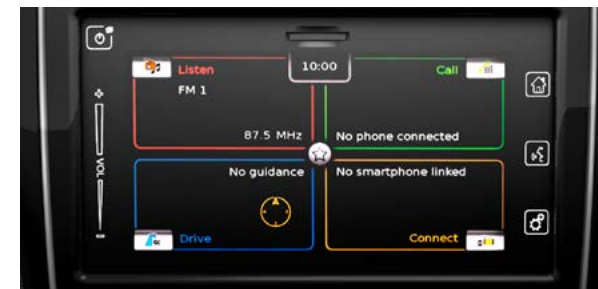 10:00
Listen
FM 1
87.5 MHz
Call
No phone connected
No guidance
Drive
No smartphone linked
Connect
VOL